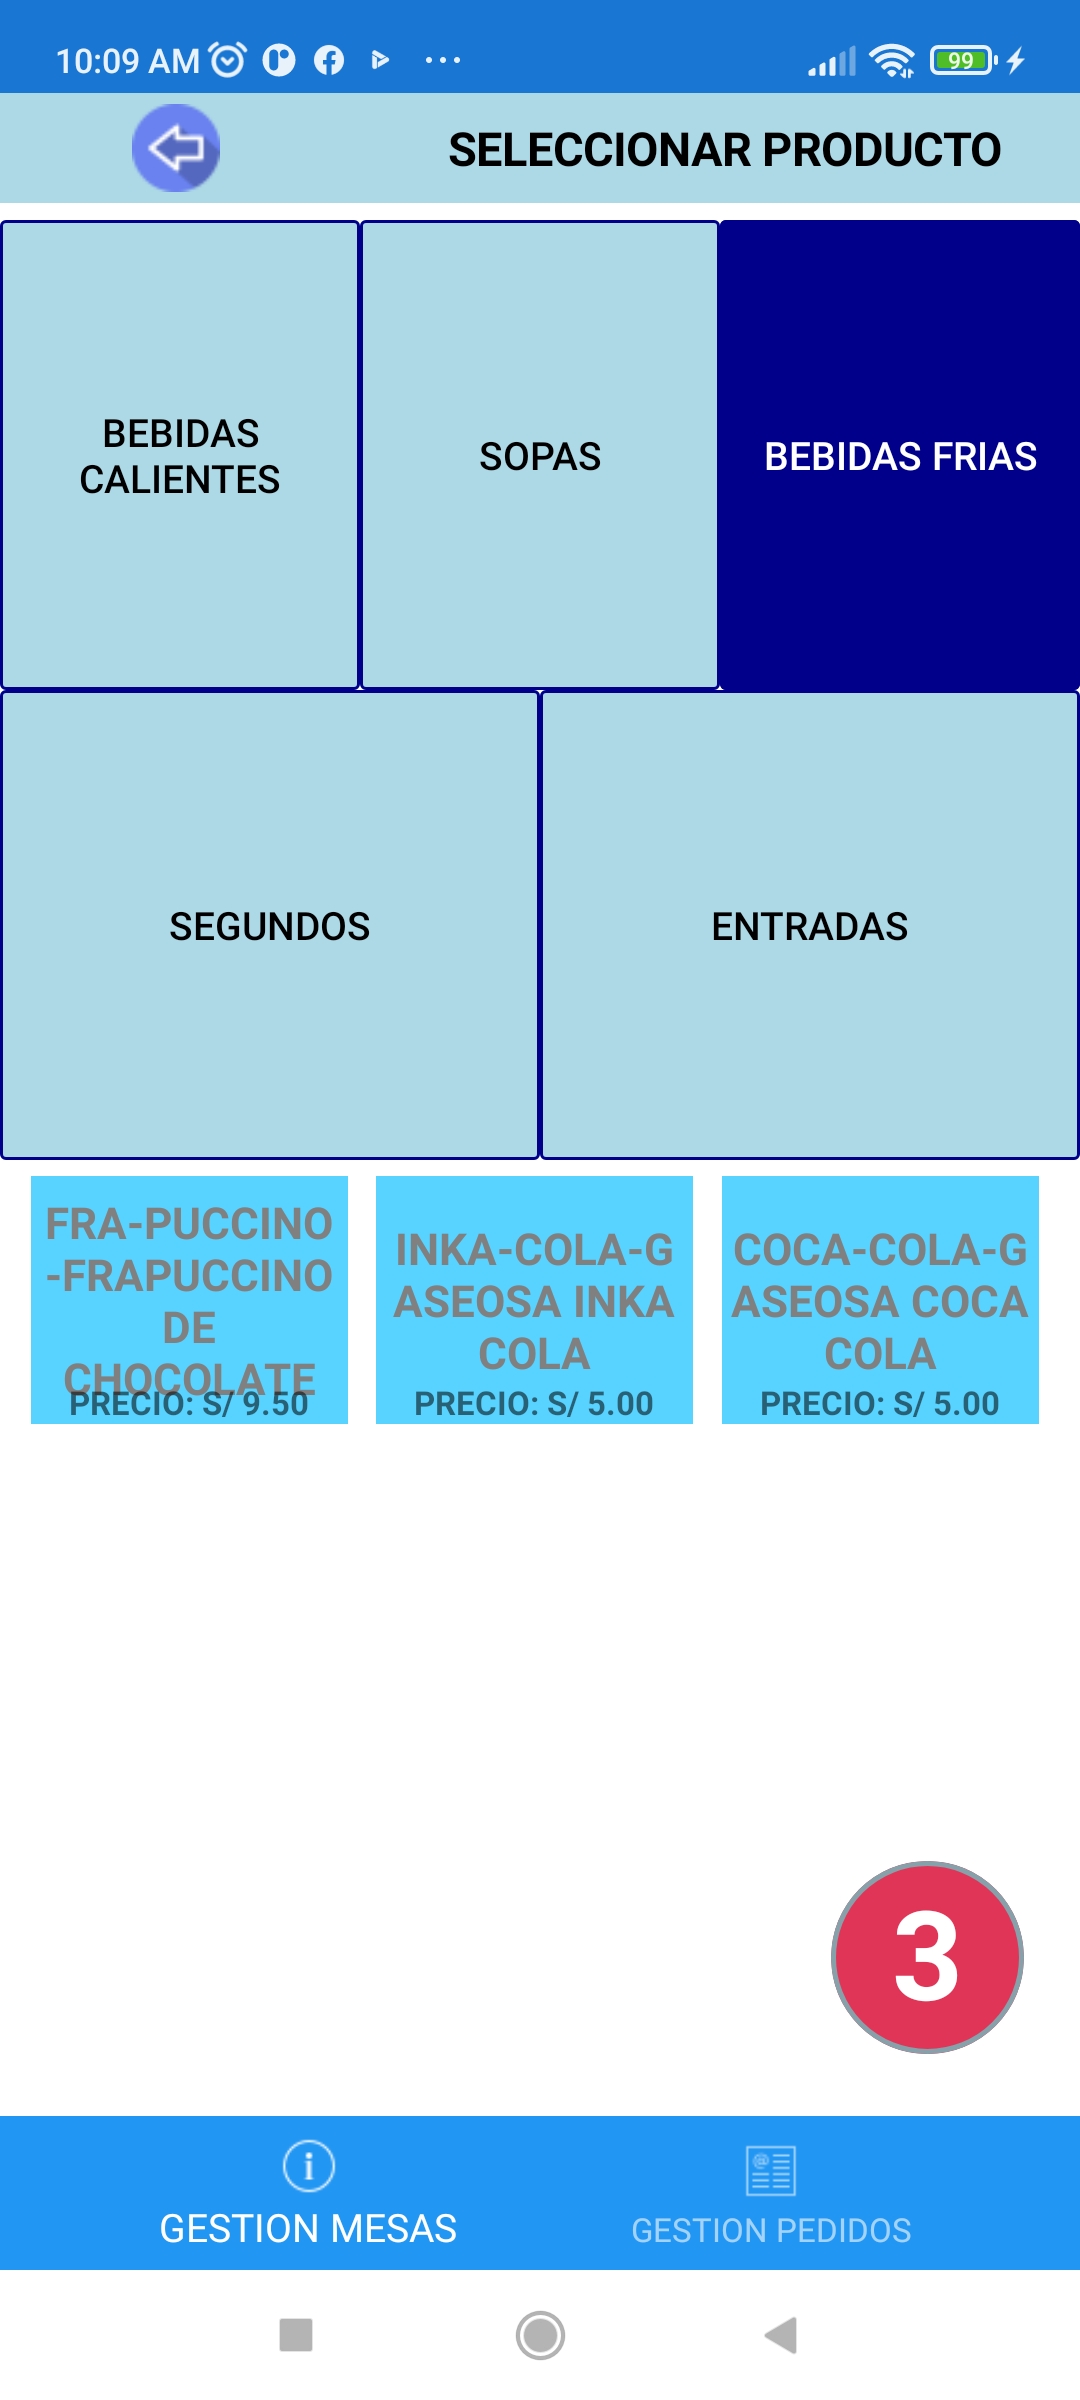 10:09 AM
99
SELECCIONAR PRODUCTO
BEBIDAS
CALIENTES
SOPAS
BEBIDAS FRIAS
SEGUNDOS
ENTRADAS
FRA-PUCCINO
-FRAPUCCINO
DE
CHOCOLATE
PRECIO: S/ 9.50
INKA-COLA-G
ASEOSA INKA
COLA
PRECIO: S/ 5.00
COCA-COLA-G
ASEOSA COCA
COLA
PRECIO: S/ 5.00
3
GESTION MESAS
GESTION PEDIDOS